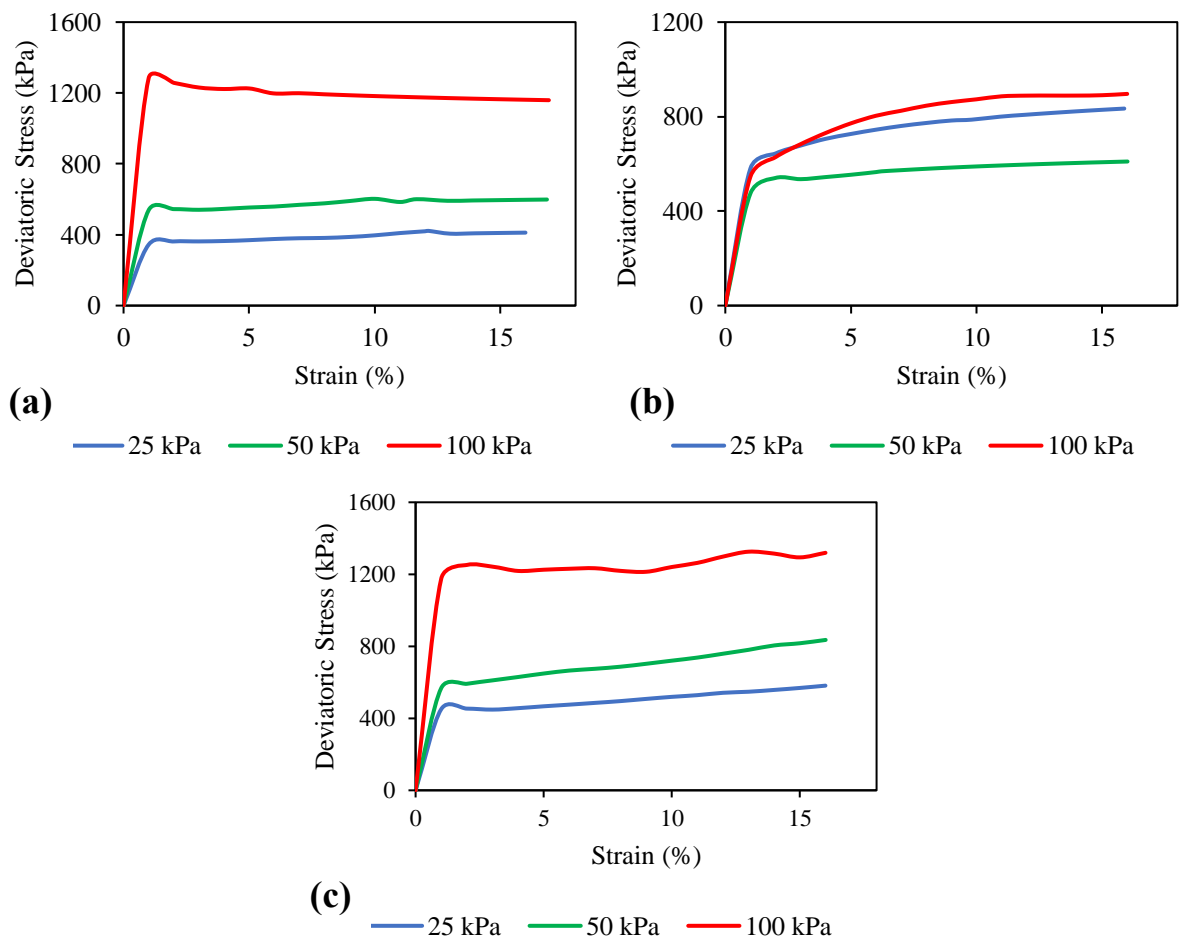 Deviatoric Stress (kPa)
1600
1200
800
400
0
0 5 10 15
Strain (%)
(a)
25 kPa 50 kPa 100 kPa
Deviatoric Stress (kPa)
1200
800
400
0
0 5 10 15
Strain (%)
(b)
25 kPa 50 kPa 100 kPa
Deviatoric Stress (kPa)
1600
1200
800
400
0
0 5 10 15
Strain (%)
(c)
25 kPa 50 kPa 100 kPa